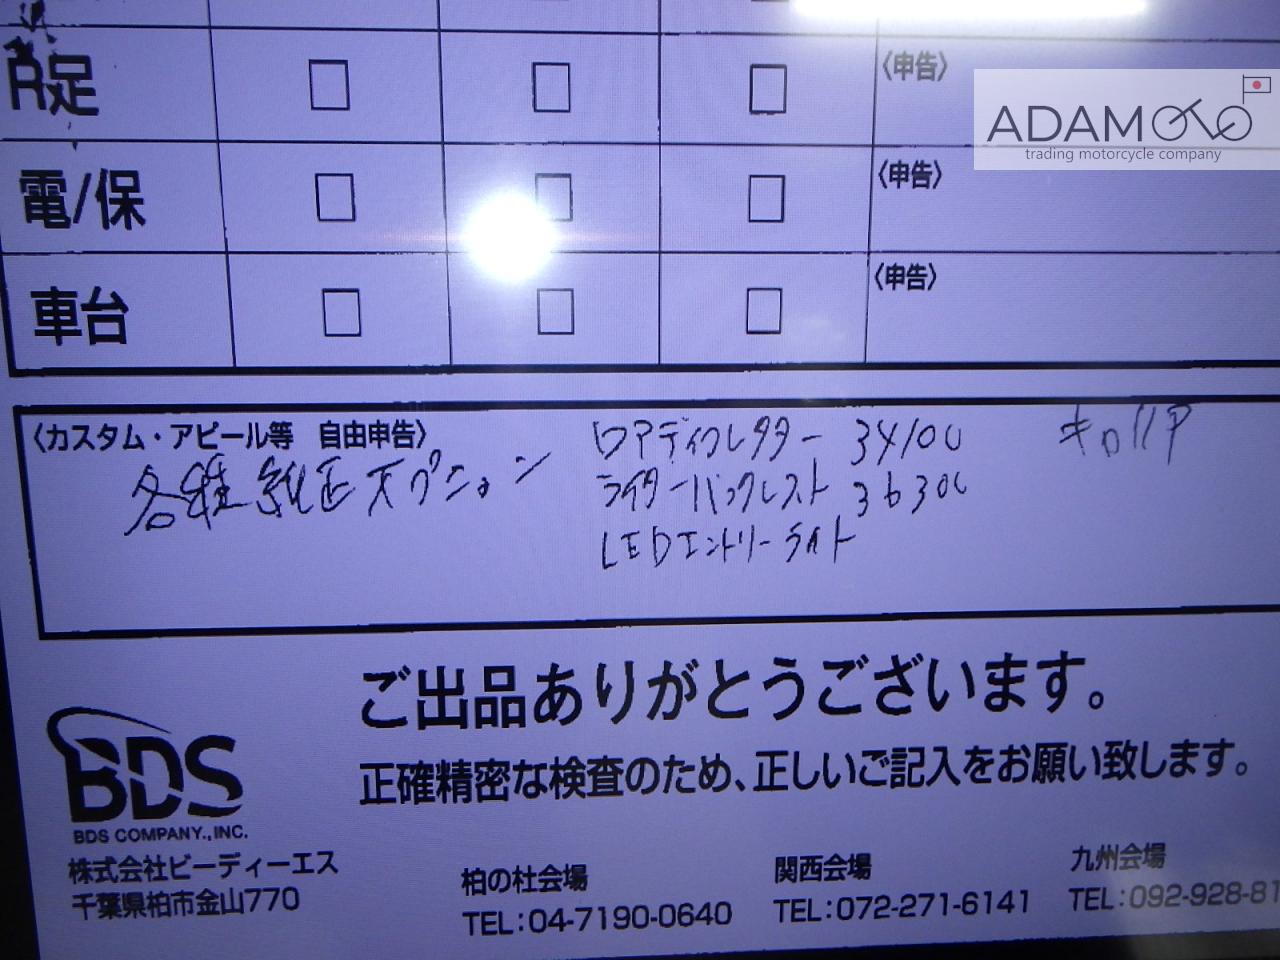 R足 □ □ □ 〈申告〉
ADAMOTO
trading motorcycle company
電/保 □ □ □ 〈申告〉
車台 □ □ □ 〈申告〉
〈カスタム・アピール等 自由申告〉
各種純正オプション
ロアディフレクター 34100
ライダーバックレスト 36300
LEDエントリーライト
ご出品ありがとうございます。
正確精密な検査のため、正しいご記入をお願い致します。
BDS
BDS COMPANY.,INC.
株式会社ビーディーエス
千葉県柏市金山770
柏の杜会場
TEL:04-7190-0640
関西会場
TEL:072-271-6141
九州会場
TEL:092-928-81